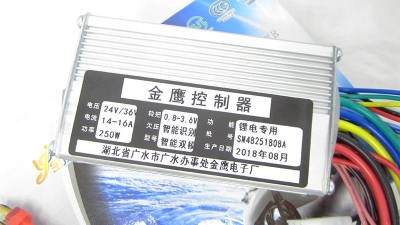 金鹰控制器
电压 24V/36V 转把 0.8-3.6V 功能 锂电专用
电流 14-16A 欠压 智能识别 批号 SW48251808A
功率 250W 型号 智能双模 生产日期 2018年08月
湖北省广水市广水办事处金鹰电子厂